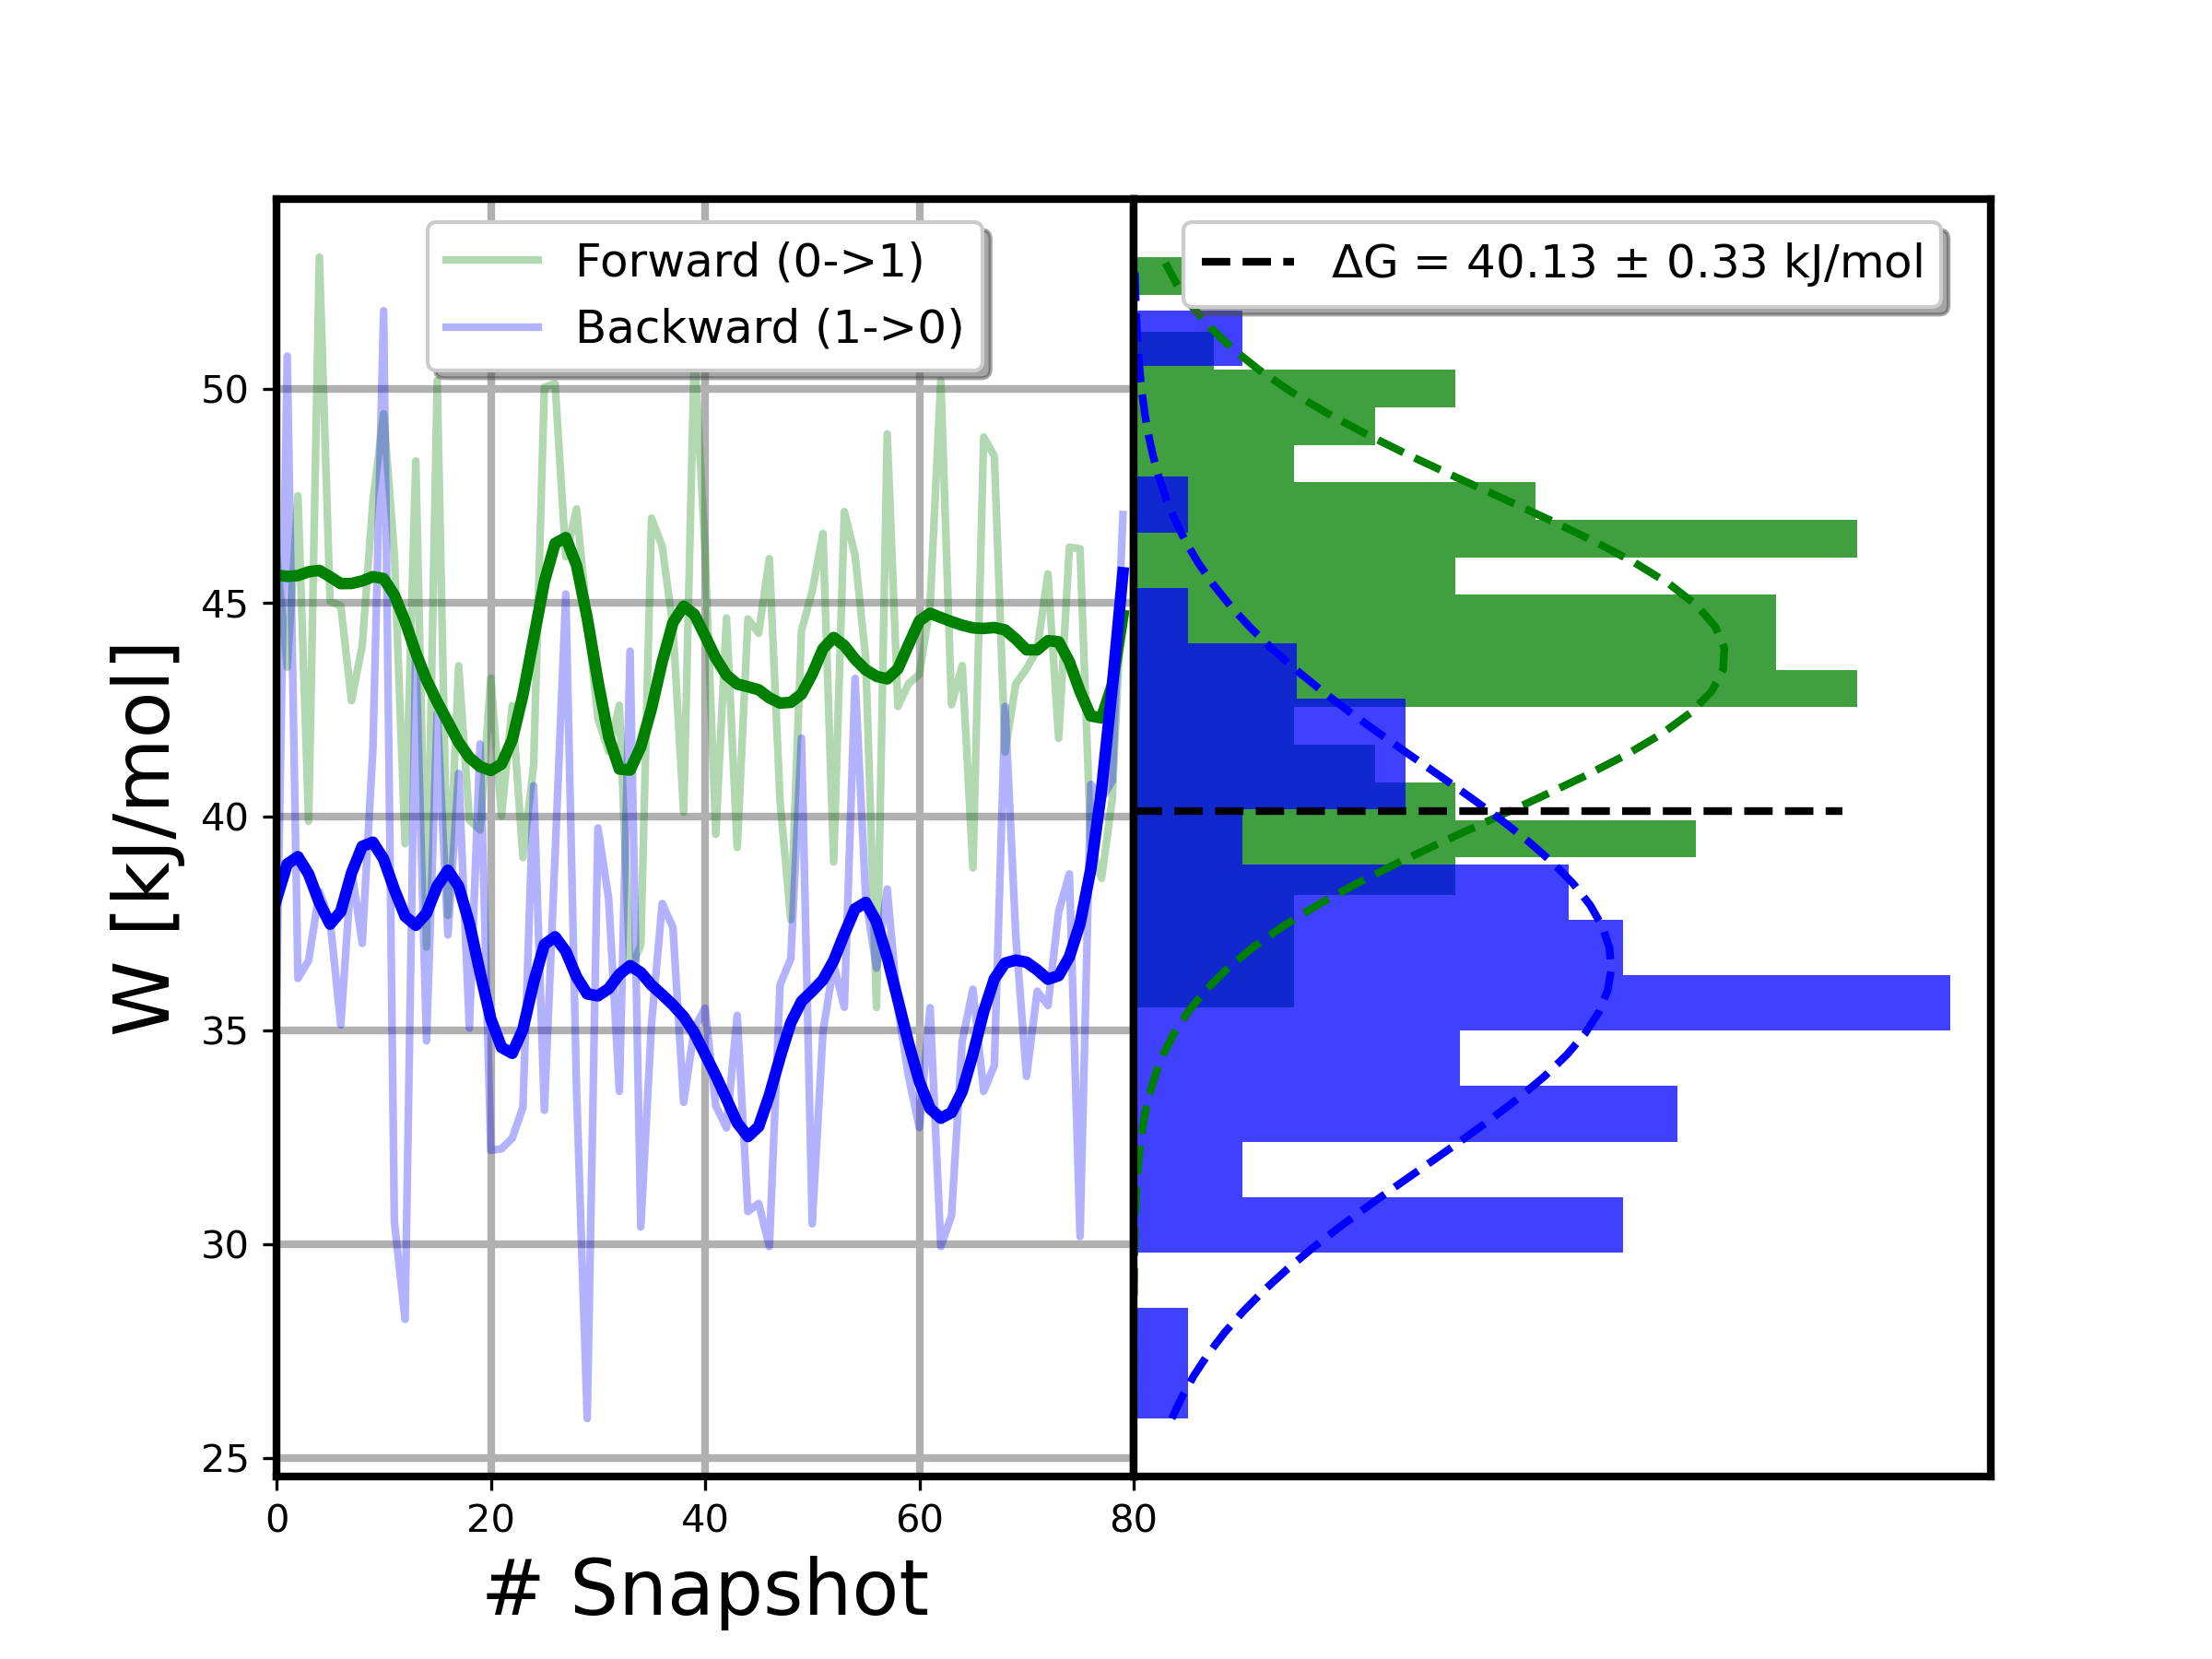 Forward (0->1)
Backward (1->0)
ΔG = 40.13 ± 0.33 kJ/mol
W [kJ/mol]
50
45
40
35
30
25
0 20 40 60 80
# Snapshot